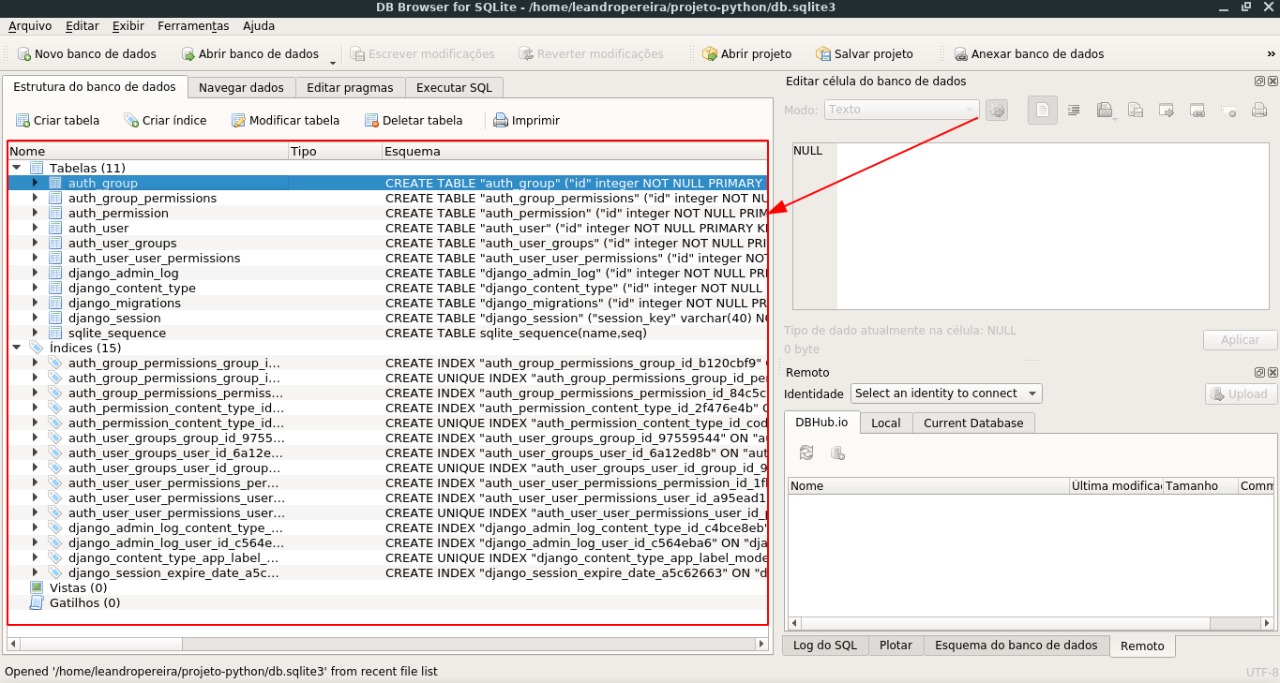 DB Browser for SQLite - /home/leandropereira/projeto-python/db.sqlite3
Arquivo Editar Exibir Ferramentas Ajuda
Novo banco de dados Abrir banco de dados Escrever modificações Reverter modificações Abrir projeto Salvar projeto Anexar banco de dados »
Estrutura do banco de dados Navegar dados Editar pragmas Executar SQL
Criar tabela Criar índice Modificar tabela Deletar tabela Imprimir
Nome Tipo Esquema
Tabelas (11)
auth_group CREATE TABLE "auth_group" ("id" integer NOT NULL PRIMARY
auth_group_permissions CREATE TABLE "auth_group_permissions" ("id" integer NOT NU
auth_permission CREATE TABLE "auth_permission" ("id" integer NOT NULL PRIM
auth_user CREATE TABLE "auth_user" ("id" integer NOT NULL PRIMARY KE
auth_user_groups CREATE TABLE "auth_user_groups" ("id" integer NOT NULL PRI
auth_user_user_permissions CREATE TABLE "auth_user_user_permissions" ("id" integer NOT
django_admin_log CREATE TABLE "django_admin_log" ("id" integer NOT NULL PRI
django_content_type CREATE TABLE "django_content_type" ("id" integer NOT NULL
django_migrations CREATE TABLE "django_migrations" ("id" integer NOT NULL PR
django_session CREATE TABLE "django_session" ("session_key" varchar(40) NO
sqlite_sequence CREATE TABLE sqlite_sequence(name,seq)
Índices (15)
auth_group_permissions_group_i... CREATE INDEX "auth_group_permissions_group_id_b120cbf9"
auth_group_permissions_group_i... CREATE UNIQUE INDEX "auth_group_permissions_group_id_per
auth_group_permissions_permiss... CREATE INDEX "auth_group_permissions_permission_id_84c5c
auth_permission_content_type_id... CREATE INDEX "auth_permission_content_type_id_2f476e4b"
auth_permission_content_type_id... CREATE UNIQUE INDEX "auth_permission_content_type_id_cod
auth_user_groups_group_id_9755... CREATE INDEX "auth_user_groups_group_id_97559544" ON "au
auth_user_groups_user_id_6a12e... CREATE INDEX "auth_user_groups_user_id_6a12ed8b" ON "aut
auth_user_groups_user_id_group... CREATE UNIQUE INDEX "auth_user_groups_user_id_group_id_9
auth_user_user_permissions_per... CREATE INDEX "auth_user_user_permissions_permission_id_1f
auth_user_user_permissions_user... CREATE INDEX "auth_user_user_permissions_user_id_a95ead1
auth_user_user_permissions_user... CREATE UNIQUE INDEX "auth_user_user_permissions_user_id_
django_admin_log_content_type_... CREATE INDEX "django_admin_log_content_type_id_c4bce8eb"
django_admin_log_user_id_c564e... CREATE INDEX "django_admin_log_user_id_c564eba6" ON "dja
django_content_type_app_label_... CREATE UNIQUE INDEX "django_content_type_app_label_mode
django_session_expire_date_a5c... CREATE INDEX "django_session_expire_date_a5c62663" ON "d
Vistas (0)
Gatilhos (0)
Editar célula do banco de dados
Modo: Texto
NULL
Tipo de dado atualmente na célula: NULL
0 byte
Aplicar
Remoto
Identidade Select an identity to connect Upload
DBHub.io Local Current Database
Nome Última modificaç Tamanho Comm
Log do SQL Plotar Esquema do banco de dados Remoto
Opened '/home/leandropereira/projeto-python/db.sqlite3' from recent file list
UTF-8